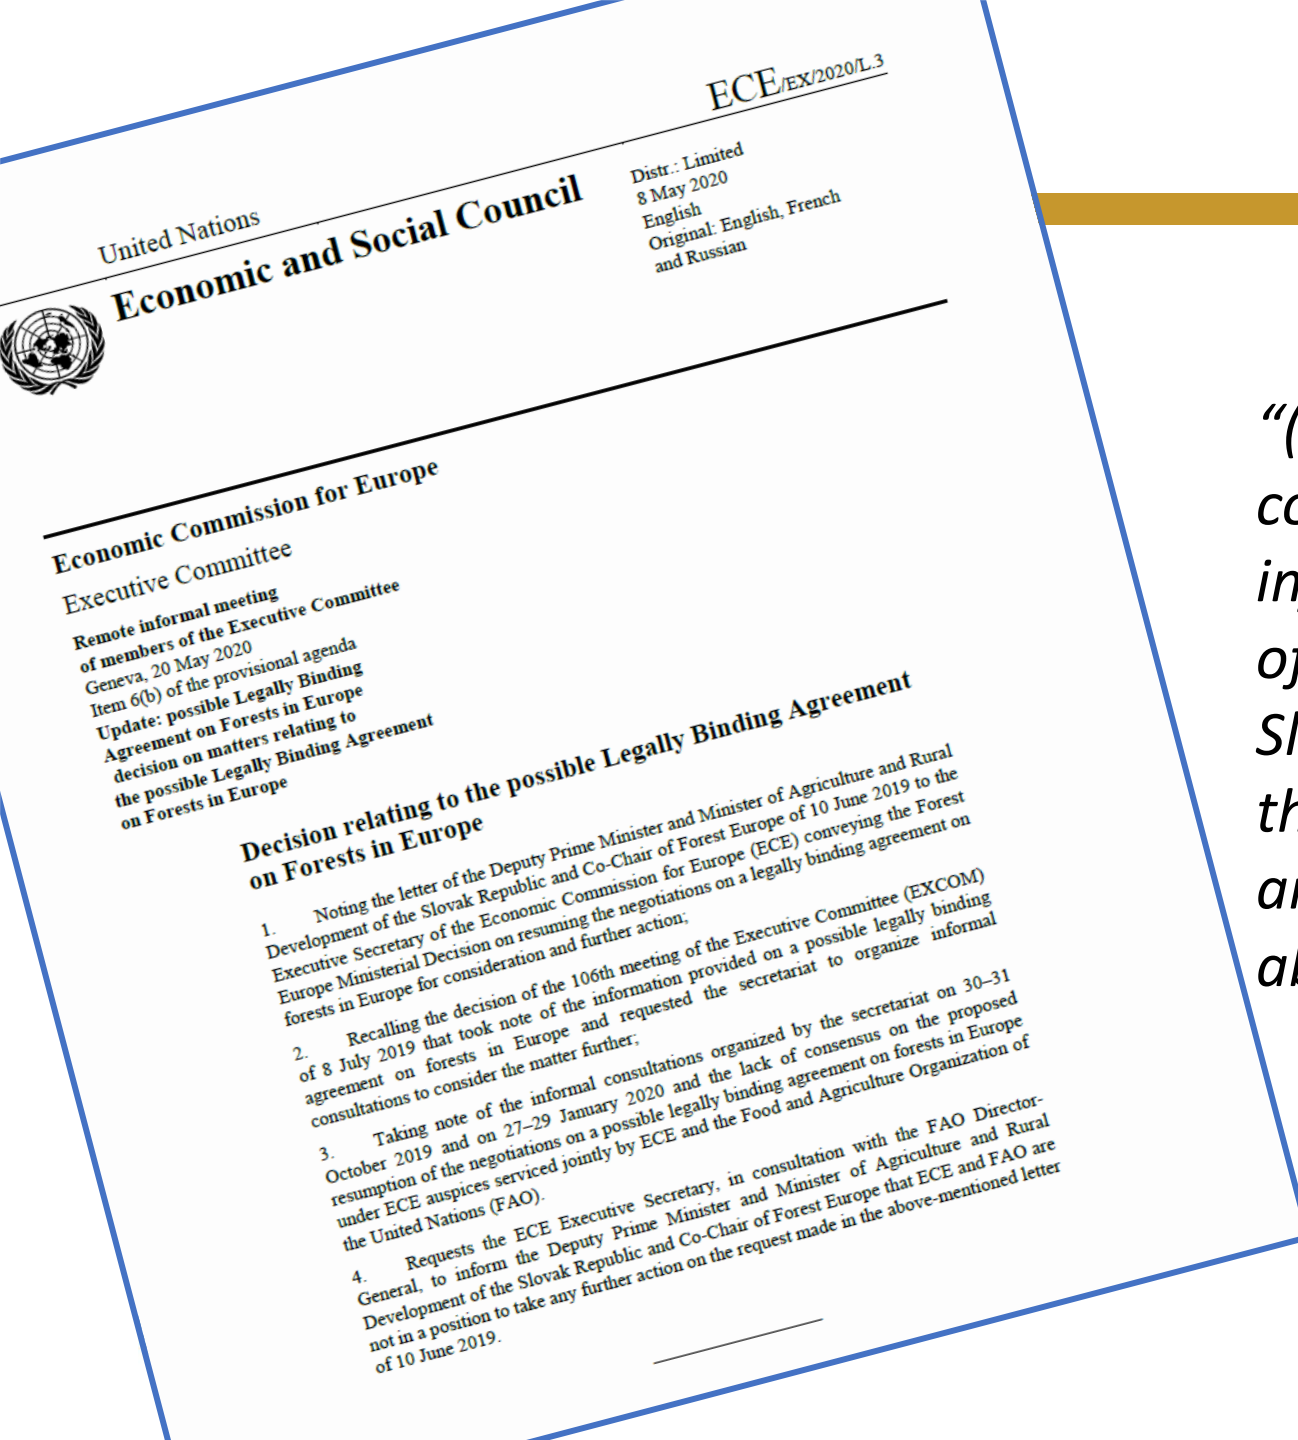 ECE/EX/2020/L.3
United Nations
Economic and Social Council
Distr.: Limited
8 May 2020
English
Original: English, French
and Russian
Economic Commission for Europe
Executive Committee
Remote informal meeting
of members of the Executive Committee
Geneva, 20 May 2020
Item 6(b) of the provisional agenda
Update: possible Legally Binding
Agreement on Forests in Europe
decision on matters relating to
the possible Legally Binding Agreement
on Forests in Europe
Decision relating to the possible Legally Binding Agreement
on Forests in Europe
1. Noting the letter of the Deputy Prime Minister and Minister of Agriculture and Rural
Development of the Slovak Republic and Co-Chair of Forest Europe of 10 June 2019 to the
Executive Secretary of the Economic Commission for Europe (ECE) conveying the Forest
Europe Ministerial Decision on resuming the negotiations on a legally binding agreement on
forests in Europe for consideration and further action;
2. Recalling the decision of the 106th meeting of the Executive Committee (EXCOM)
of 8 July 2019 that took note of the information provided on a possible legally binding
agreement on forests in Europe and requested the secretariat to organize informal
consultations to consider the matter further;
3. Taking note of the informal consultations organized by the secretariat on 30–31
October 2019 and on 27–29 January 2020 and the lack of consensus on the proposed
resumption of the negotiations on a possible legally binding agreement on forests in Europe
under ECE auspices serviced jointly by ECE and the Food and Agriculture Organization of
the United Nations (FAO).
4. Requests the ECE Executive Secretary, in consultation with the FAO Director-
General, to inform the Deputy Prime Minister and Minister of Agriculture and Rural
Development of the Slovak Republic and Co-Chair of Forest Europe that ECE and FAO are
not in a position to take any further action on the request made in the above-mentioned letter
of 10 June 2019.
“(
co